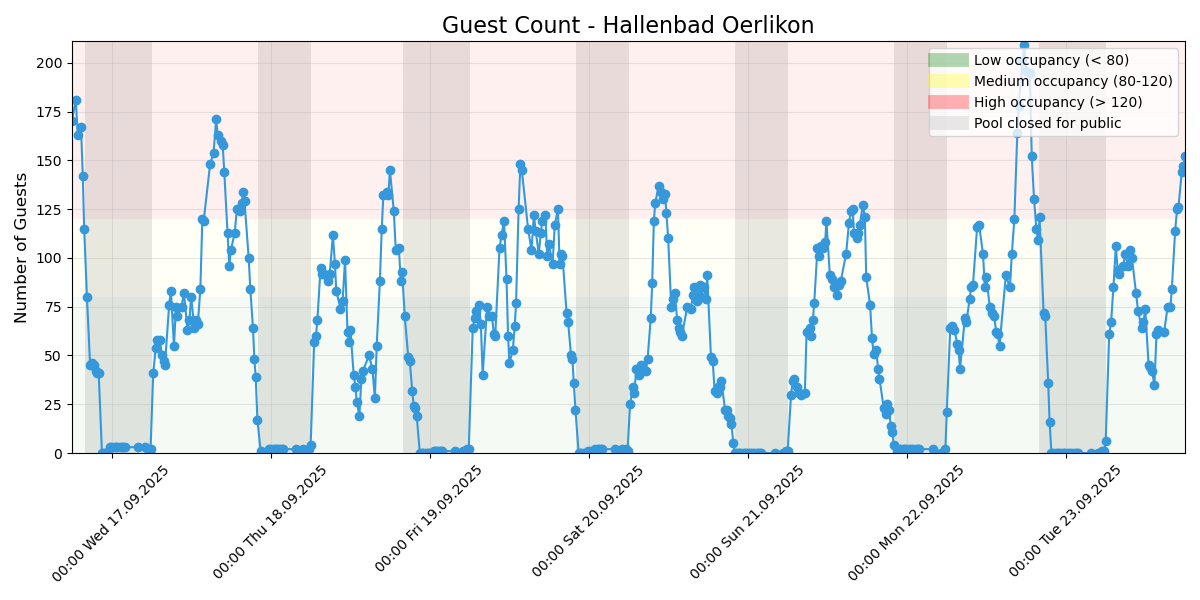 Guest Count - Hallenbad Oerlikon
Number of Guests
200
175
150
125
100
75
50
25
0
Low occupancy (< 80)
Medium occupancy (80-120)
High occupancy (> 120)
Pool closed for public
00:00 Wed 17.09.2025
00:00 Thu 18.09.2025
00:00 Fri 19.09.2025
00:00 Sat 20.09.2025
00:00 Sun 21.09.2025
00:00 Mon 22.09.2025
00:00 Tue 23.09.2025